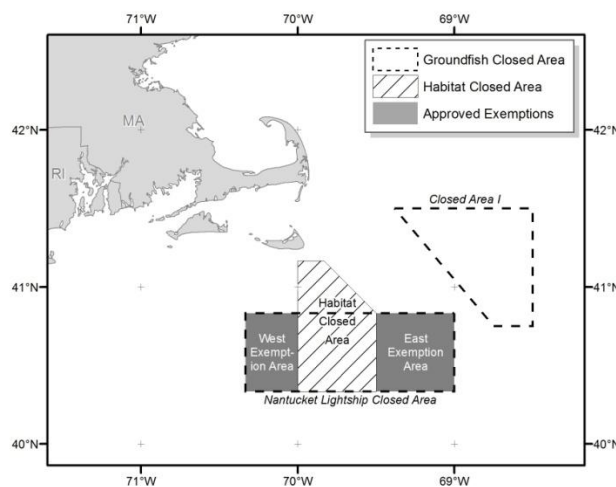 71°W 70°W 69°W
Groundfish Closed Area
Habitat Closed Area
Approved Exemptions
42°N 42°N
MA
RI
Closed Area I
41°N 41°N
Habitat
Closed
Area
West
Exempt-
ion Area
East
Exemption
Area
Nantucket Lightship Closed Area
40°N 40°N
71°W 70°W 69°W